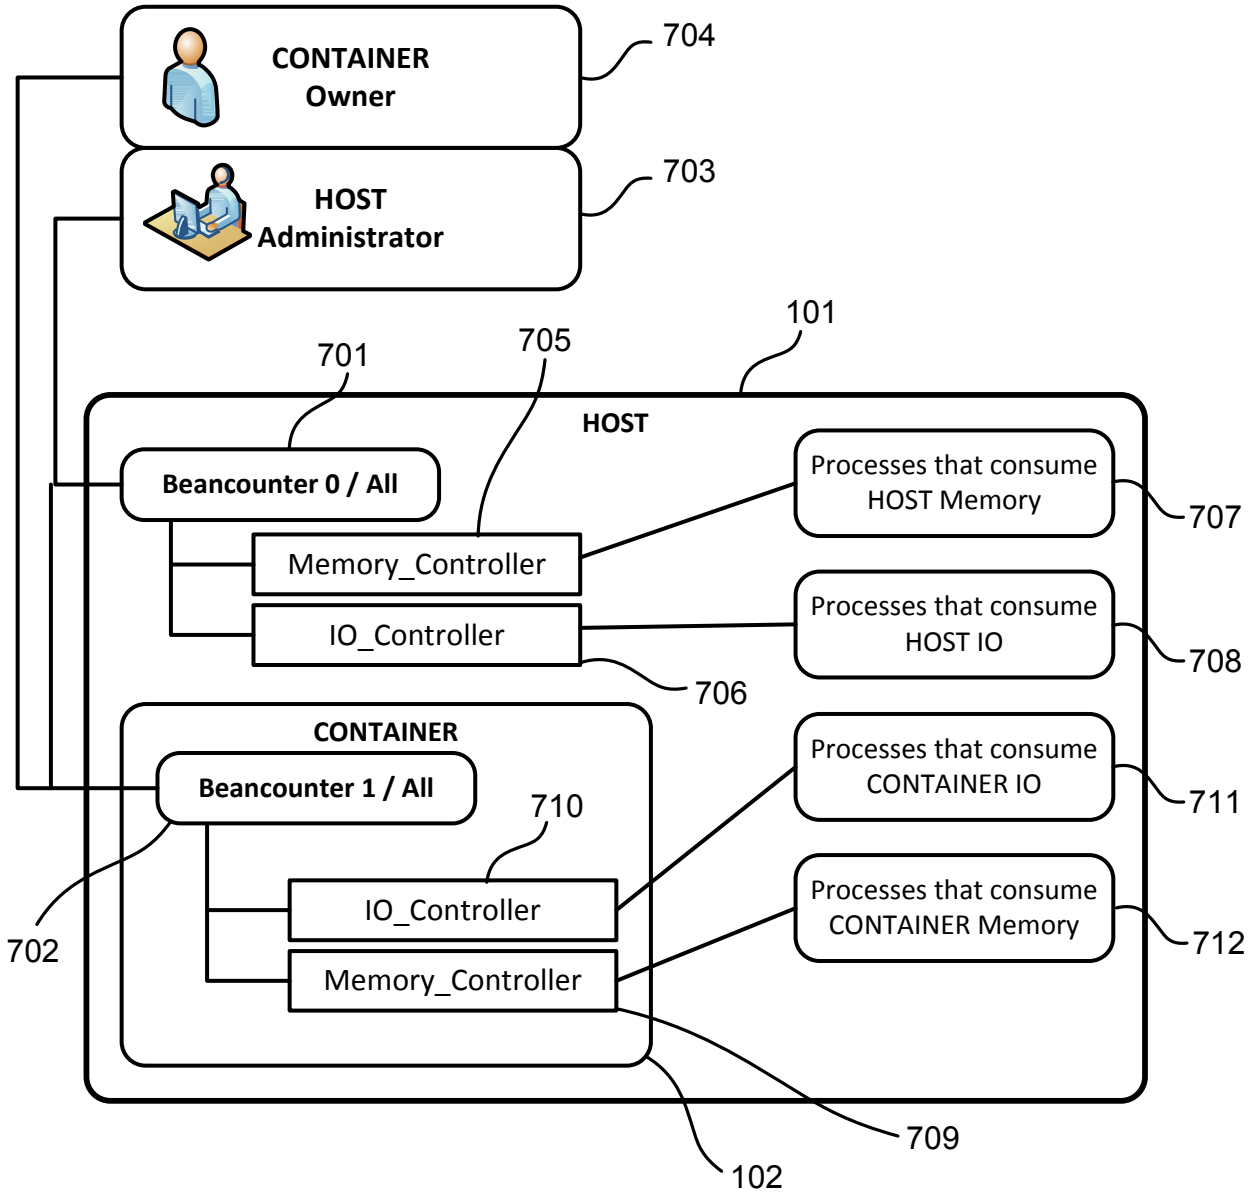 704
CONTAINER
Owner
703
HOST
Administrator
101
705
701
HOST
Beancounter 0 / All
Processes that consume
HOST Memory
707
Memory_Controller
IO_Controller
Processes that consume
HOST IO
708
706
CONTAINER
Beancounter 1 / All
Processes that consume
CONTAINER IO
711
710
IO_Controller
Processes that consume
CONTAINER Memory
712
702
Memory_Controller
709
102